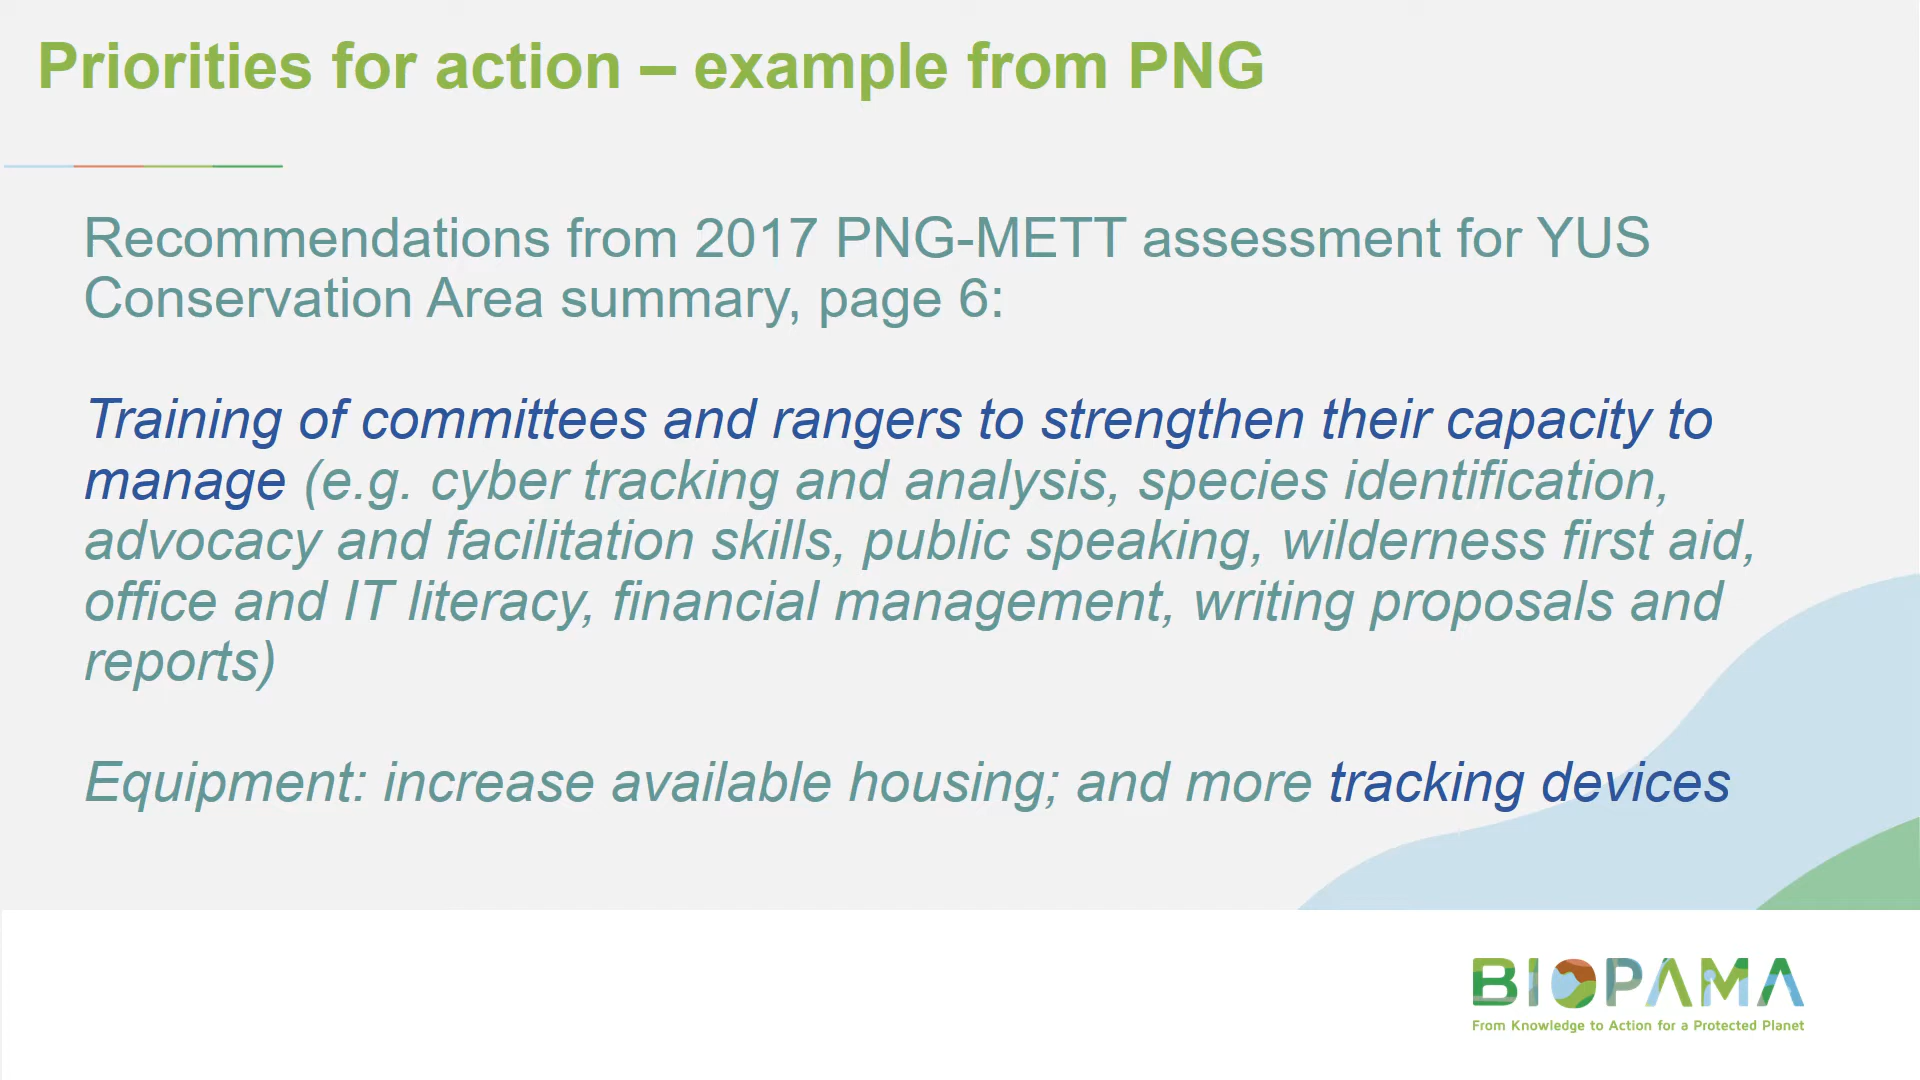 Priorities for action – example from PNG
Recommendations from 2017 PNG-METT assessment for YUS
Conservation Area summary, page 6:
Training of committees and rangers to strengthen their capacity to
manage (e.g. cyber tracking and analysis, species identification,
advocacy and facilitation skills, public speaking, wilderness first aid,
office and IT literacy, financial management, writing proposals and
reports)
Equipment: increase available housing; and more tracking devices
BIOPAMA
From Knowledge to Action for a Protected Planet